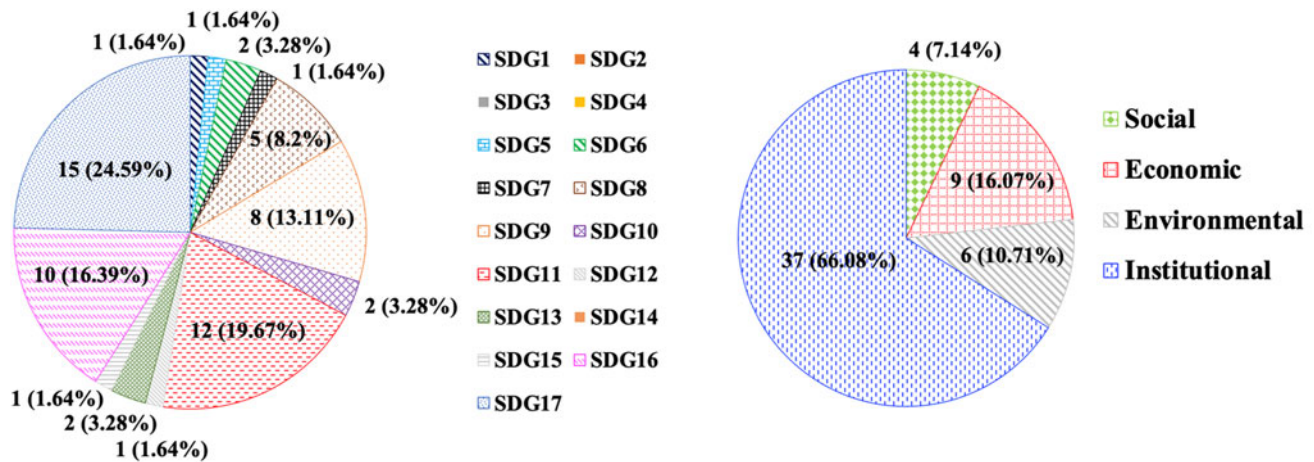 1 (1.64%)
1 (1.64%)
2 (3.28%)
1 (1.64%)
5 (8.2%)
8 (13.11%)
2 (3.28%)
12 (19.67%)
1 (1.64%)
2 (3.28%)
1 (1.64%)
10 (16.39%)
15 (24.59%)
SDG1 SDG2
SDG3 SDG4
SDG5 SDG6
SDG7 SDG8
SDG9 SDG10
SDG11 SDG12
SDG13 SDG14
SDG15 SDG16
SDG17
4 (7.14%)
9 (16.07%)
6 (10.71%)
37 (66.08%)
Social
Economic
Environmental
Institutional